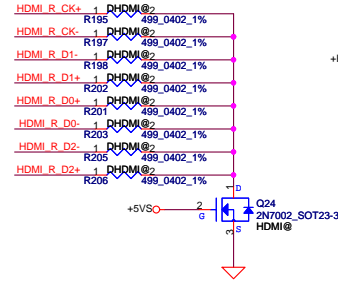 HDMI_R_CK+ 1 DHDMI@ 2
R195 499_0402_1%
HDMI_R_CK- 1 DHDMI@ 2
R197 499_0402_1%
HDMI_R_D1- 1 DHDMI@ 2
R198 499_0402_1%
HDMI_R_D1+ 1 DHDMI@ 2
R202 499_0402_1%
HDMI_R_D0+ 1 DHDMI@ 2
R201 499_0402_1%
HDMI_R_D0- 1 DHDMI@ 2
R203 499_0402_1%
HDMI_R_D2- 1 DHDMI@ 2
R205 499_0402_1%
HDMI_R_D2+ 1 DHDMI@ 2
R206 499_0402_1%
1 D
+5VS 2 G
Q24
2N7002_SOT23-3
HDMI@
3 S